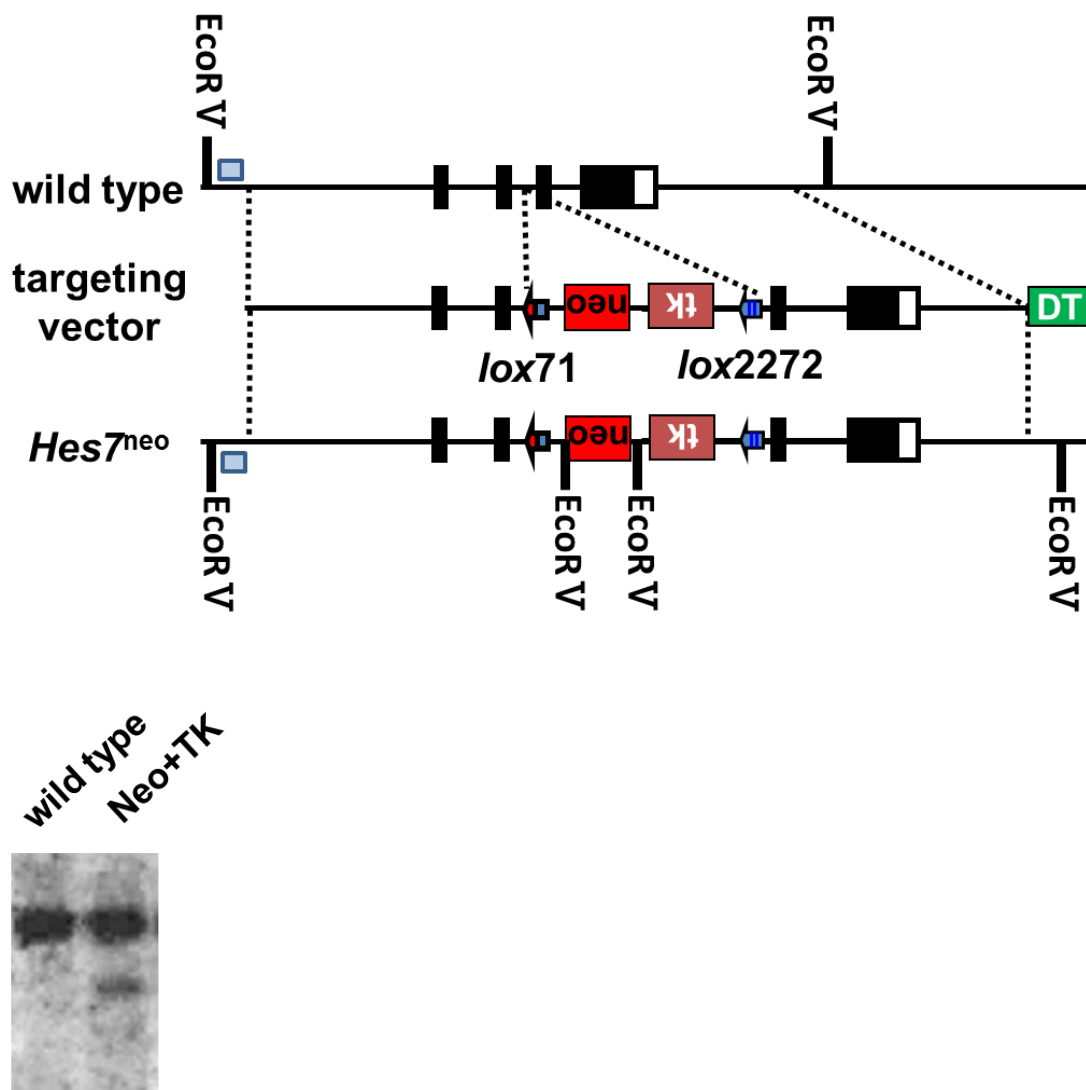 EcoR V
EcoR V
wild type
targeting
vector
neo
tk
DT
lox71
lox2272
Hes7neo
neo
tk
EcoR V
EcoR V
EcoR V
EcoR V
wild type
Neo+TK